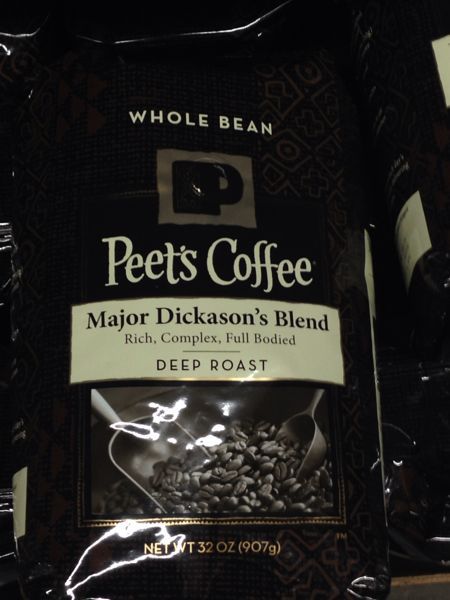 WHOLE BEAN
Peet's Coffee
Major Dickason's Blend
Rich, Complex, Full Bodied
DEEP ROAST
NET WT 32 OZ (907g)